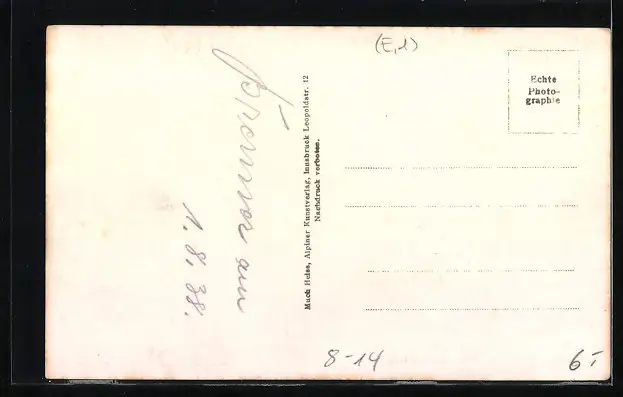 (E,1)
Echte
Photo-
graphie
am
1. 8. 38.
Much Heiss, Alpiner Kunstverlag, Innsbruck Leopoldstr. 12
Nachdruck verboten.
8-14
6,-